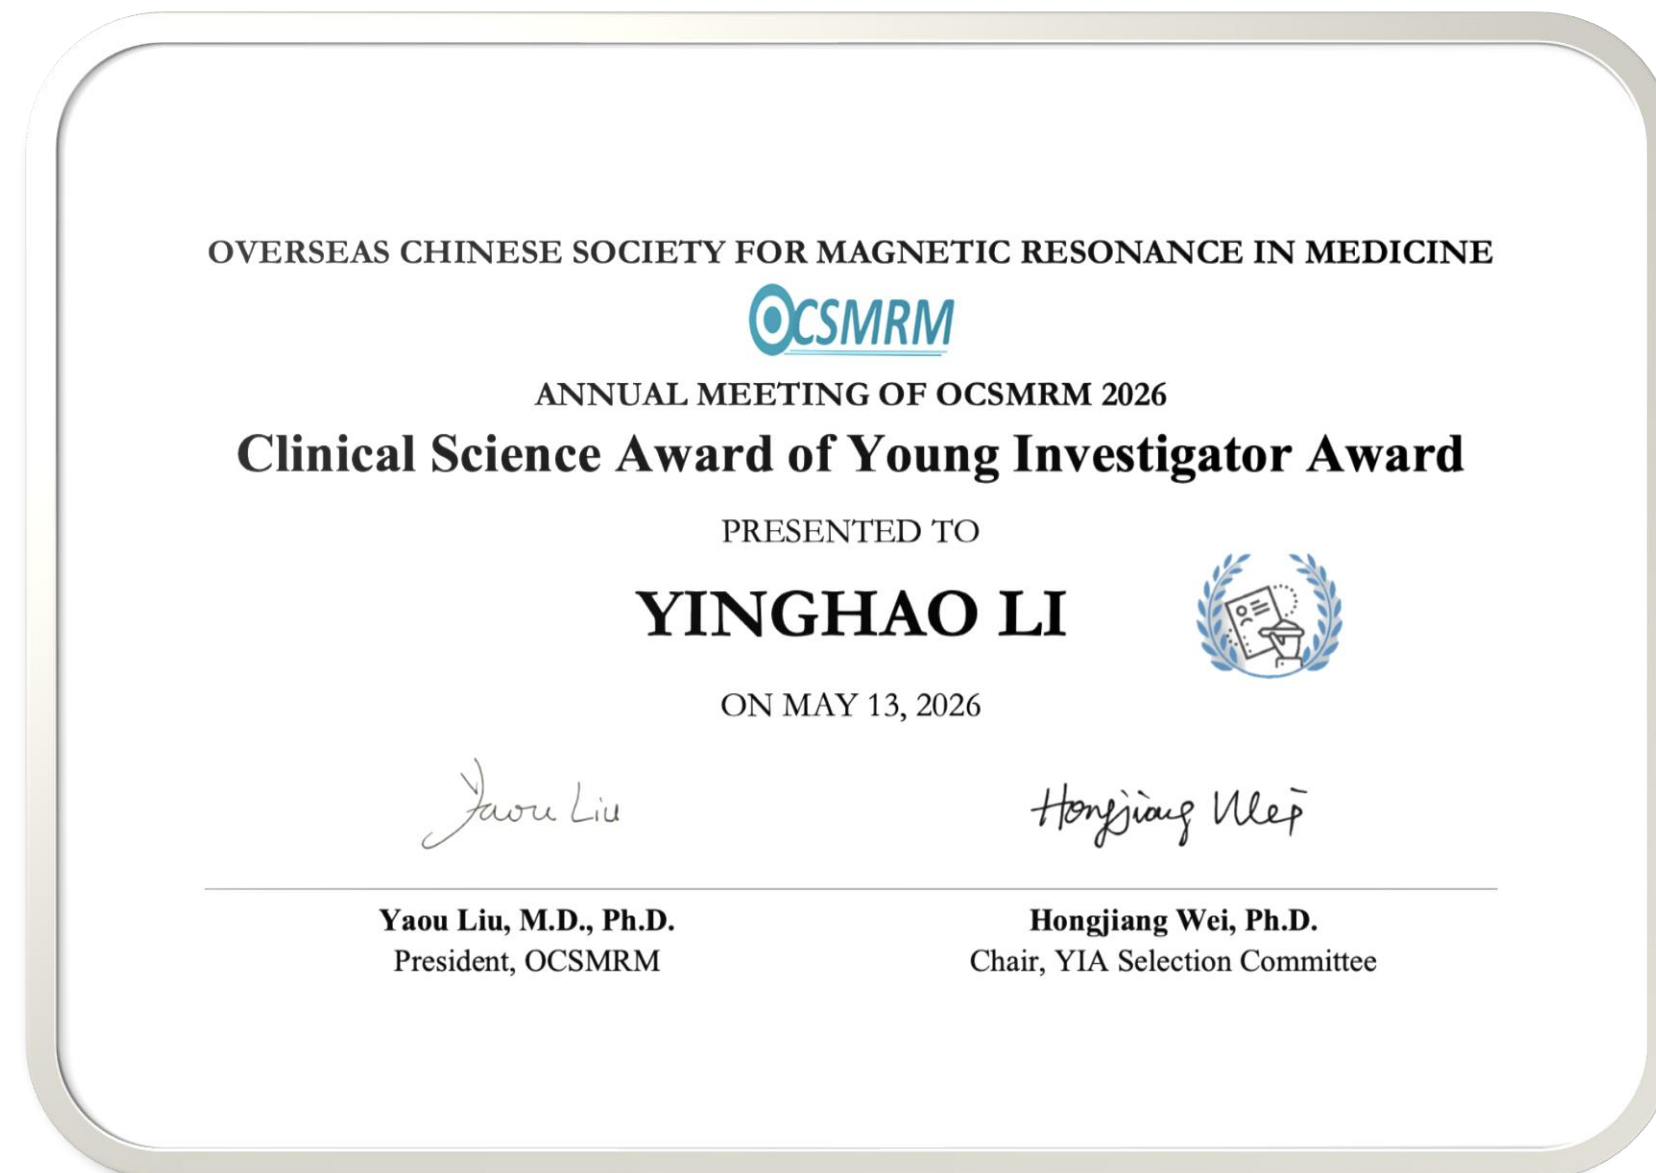 OVERSEAS CHINESE SOCIETY FOR MAGNETIC RESONANCE IN MEDICINE
OCSMRM
ANNUAL MEETING OF OCSMRM 2026
Clinical Science Award of Young Investigator Award
PRESENTED TO
YINGHAO LI
ON MAY 13, 2026
Yaou Liu
Hongjiang Wei
Yaou Liu, M.D., Ph.D.
Hongjiang Wei, Ph.D.
President, OCSMRM
Chair, YIA Selection Committee